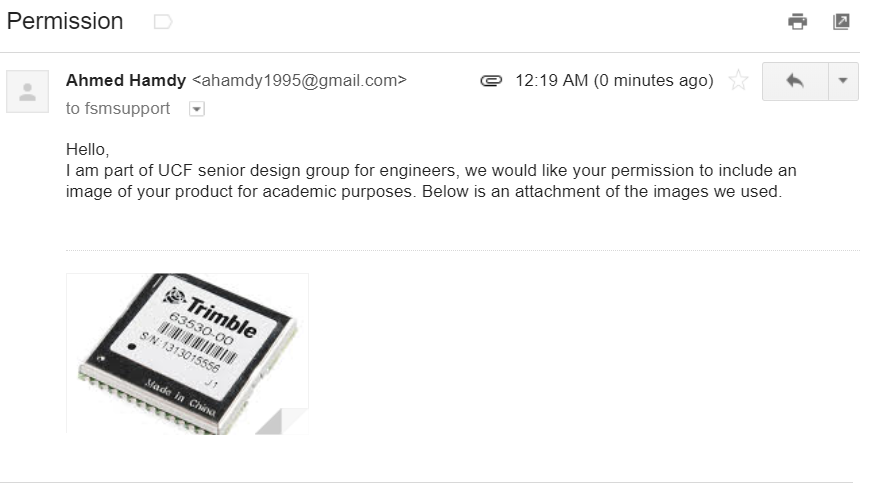 Permission
Ahmed Hamdy <ahamdy1995@gmail.com>
12:19 AM (0 minutes ago)
to fsmsupport
Hello,
I am part of UCF senior design group for engineers, we would like your permission to include an
image of your product for academic purposes. Below is an attachment of the images we used.
Trimble
63530-00
S/N:1313015556
J1
Made in China